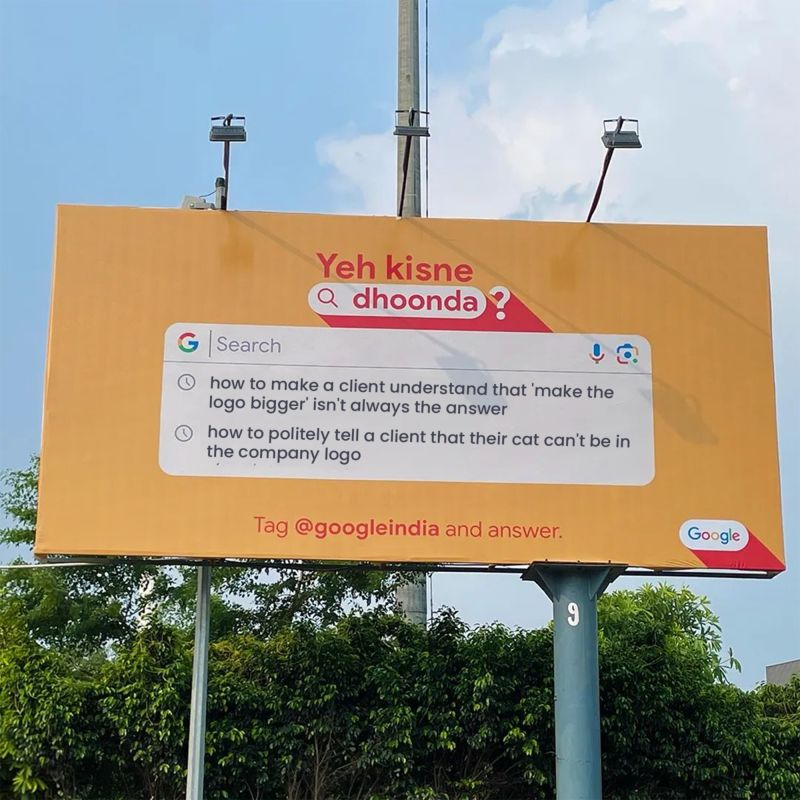 Yeh kisne
dhoonda?
G Search
how to make a client understand that 'make the
logo bigger' isn't always the answer
how to politely tell a client that their cat can't be in
the company logo
Tag @googleindia and answer.
Google
9